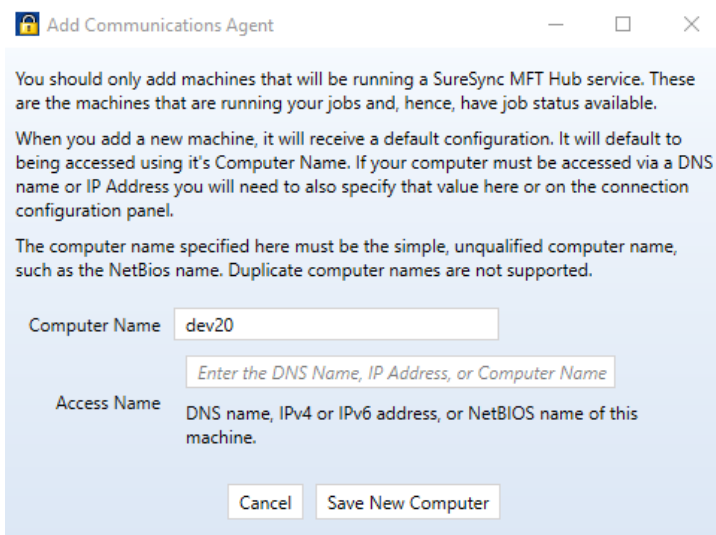 Add Communications Agent
You should only add machines that will be running a SureSync MFT Hub service. These
are the machines that are running your jobs and, hence, have job status available.
When you add a new machine, it will receive a default configuration. It will default to
being accessed using it's Computer Name. If your computer must be accessed via a DNS
name or IP Address you will need to also specify that value here or on the connection
configuration panel.
The computer name specified here must be the simple, unqualified computer name,
such as the NetBios name. Duplicate computer names are not supported.
Computer Name dev20
Enter the DNS Name, IP Address, or Computer Name
Access Name
DNS name, IPv4 or IPv6 address, or NetBIOS name of this
machine.
Cancel Save New Computer